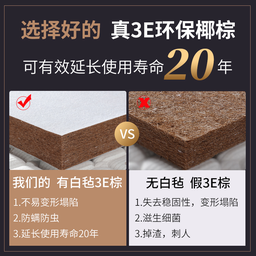 选择好的 真3E环保椰棕
可有效延长使用寿命20年
VS
我们的 有白毡3E棕
1.不易变形塌陷
2.防螨防虫
3.延长使用寿命20年
无白毡 假3E棕
1.失去稳固性，变形塌陷
2.滋生细菌
3.掉渣，刺人